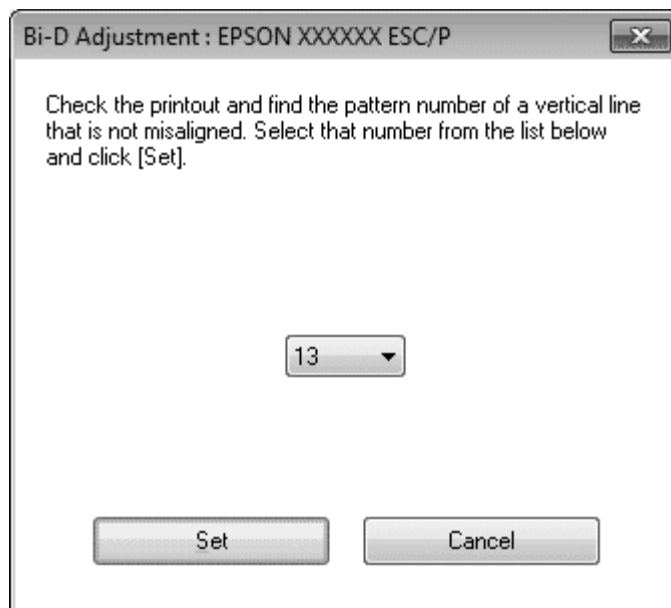 Bi-D Adjustment : EPSON XXXXXX ESC/P
Check the printout and find the pattern number of a vertical line
that is not misaligned. Select that number from the list below
and click [Set].
13
Set
Cancel